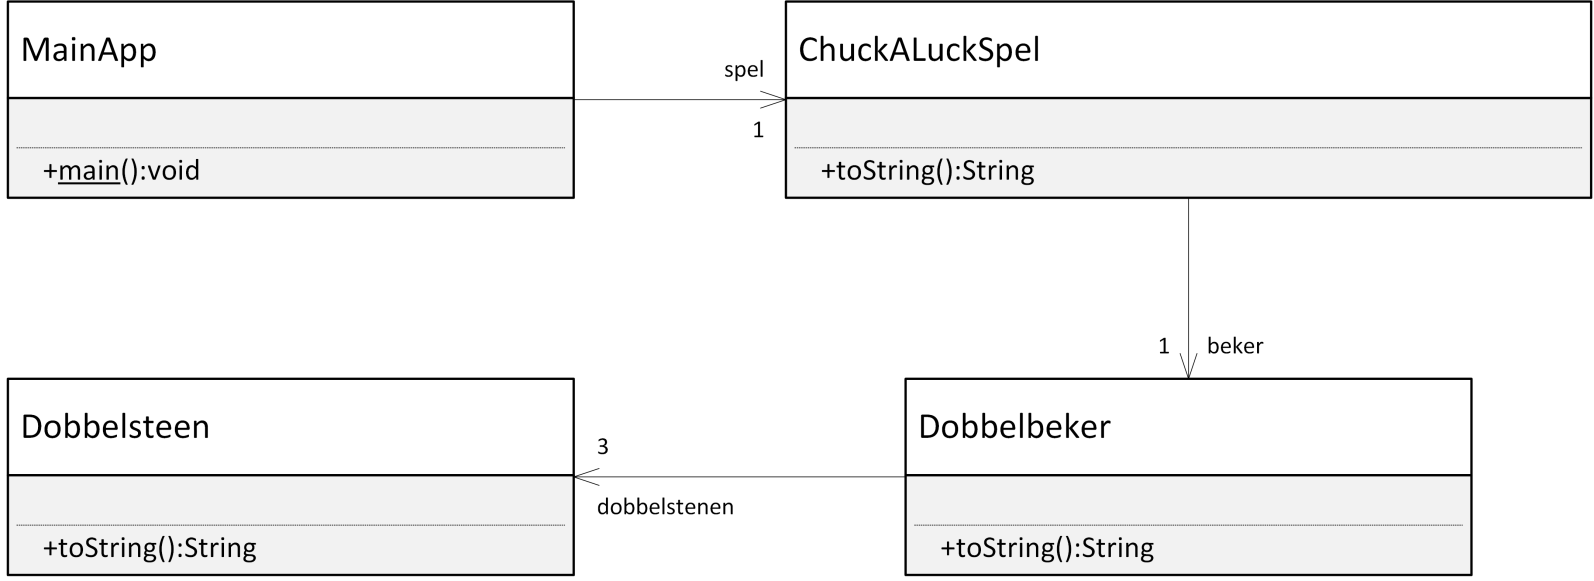 MainApp
+main():void
spel
1
ChuckALuckSpel
+toString():String
1 beker
Dobbelsteen
+toString():String
3
dobbelstenen
Dobbelbeker
+toString():String